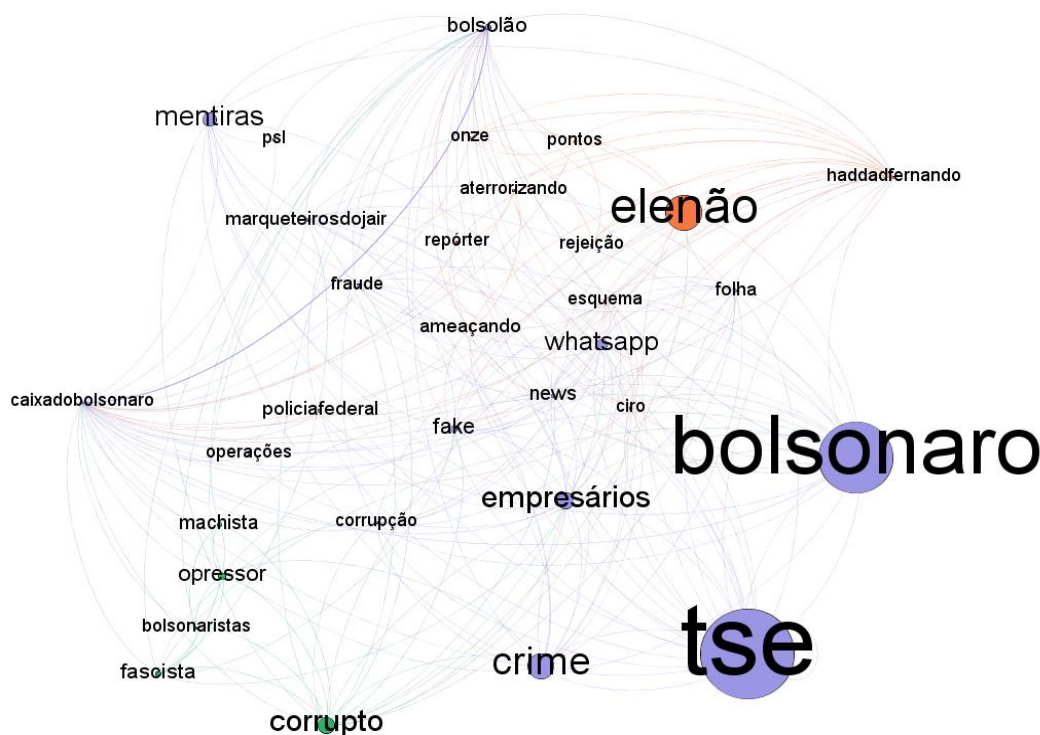 bolsolão
mentiras
psl
onze
pontos
haddadfernando
aterrorizando
elenão
marqueteirosdojair
repórter
rejeição
fraude
folha
esquema
ameaçando
whatsapp
news
caixadobolsonaro
policiafederal
ciro
fake
bolsonaro
operações
empresários
machista
corrupção
opressor
bolsonaristas
tse
crime
fascista
corrupto